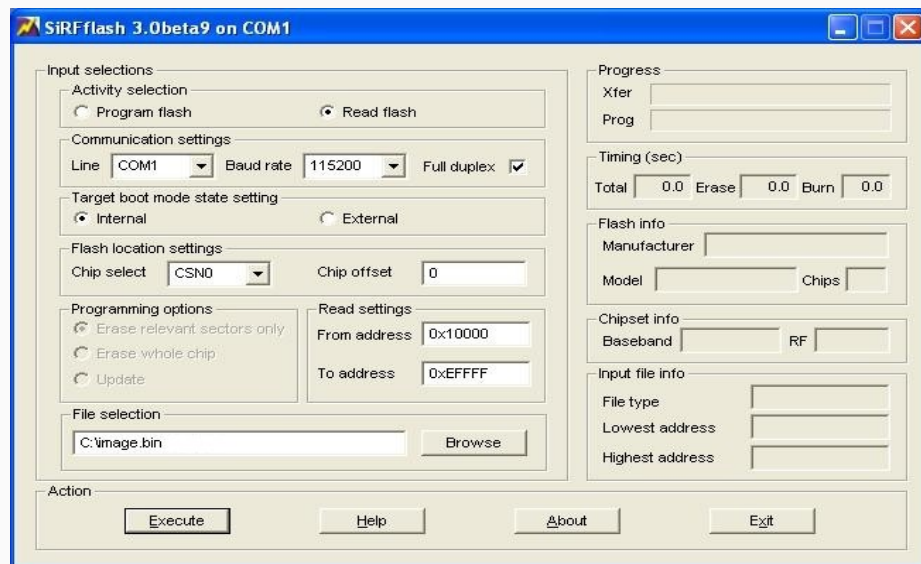 SiRFflash 3.0beta9 on COM1
Input selections
Activity selection
Program flash Read flash
Communication settings
Line COM1 Baud rate 115200 Full duplex
Target boot mode state setting
Internal External
Flash location settings
Chip select CSN0 Chip offset 0
Programming options
Erase relevant sectors only
Erase whole chip
Update
Read settings
From address 0x10000
To address 0xEFFFF
File selection
C:\image.bin Browse
Progress
Xfer
Prog
Timing (sec)
Total 0.0 Erase 0.0 Burn 0.0
Flash info
Manufacturer
Model Chips
Chipset info
Baseband RF
Input file info
File type
Lowest address
Highest address
Action
Execute Help About Exit